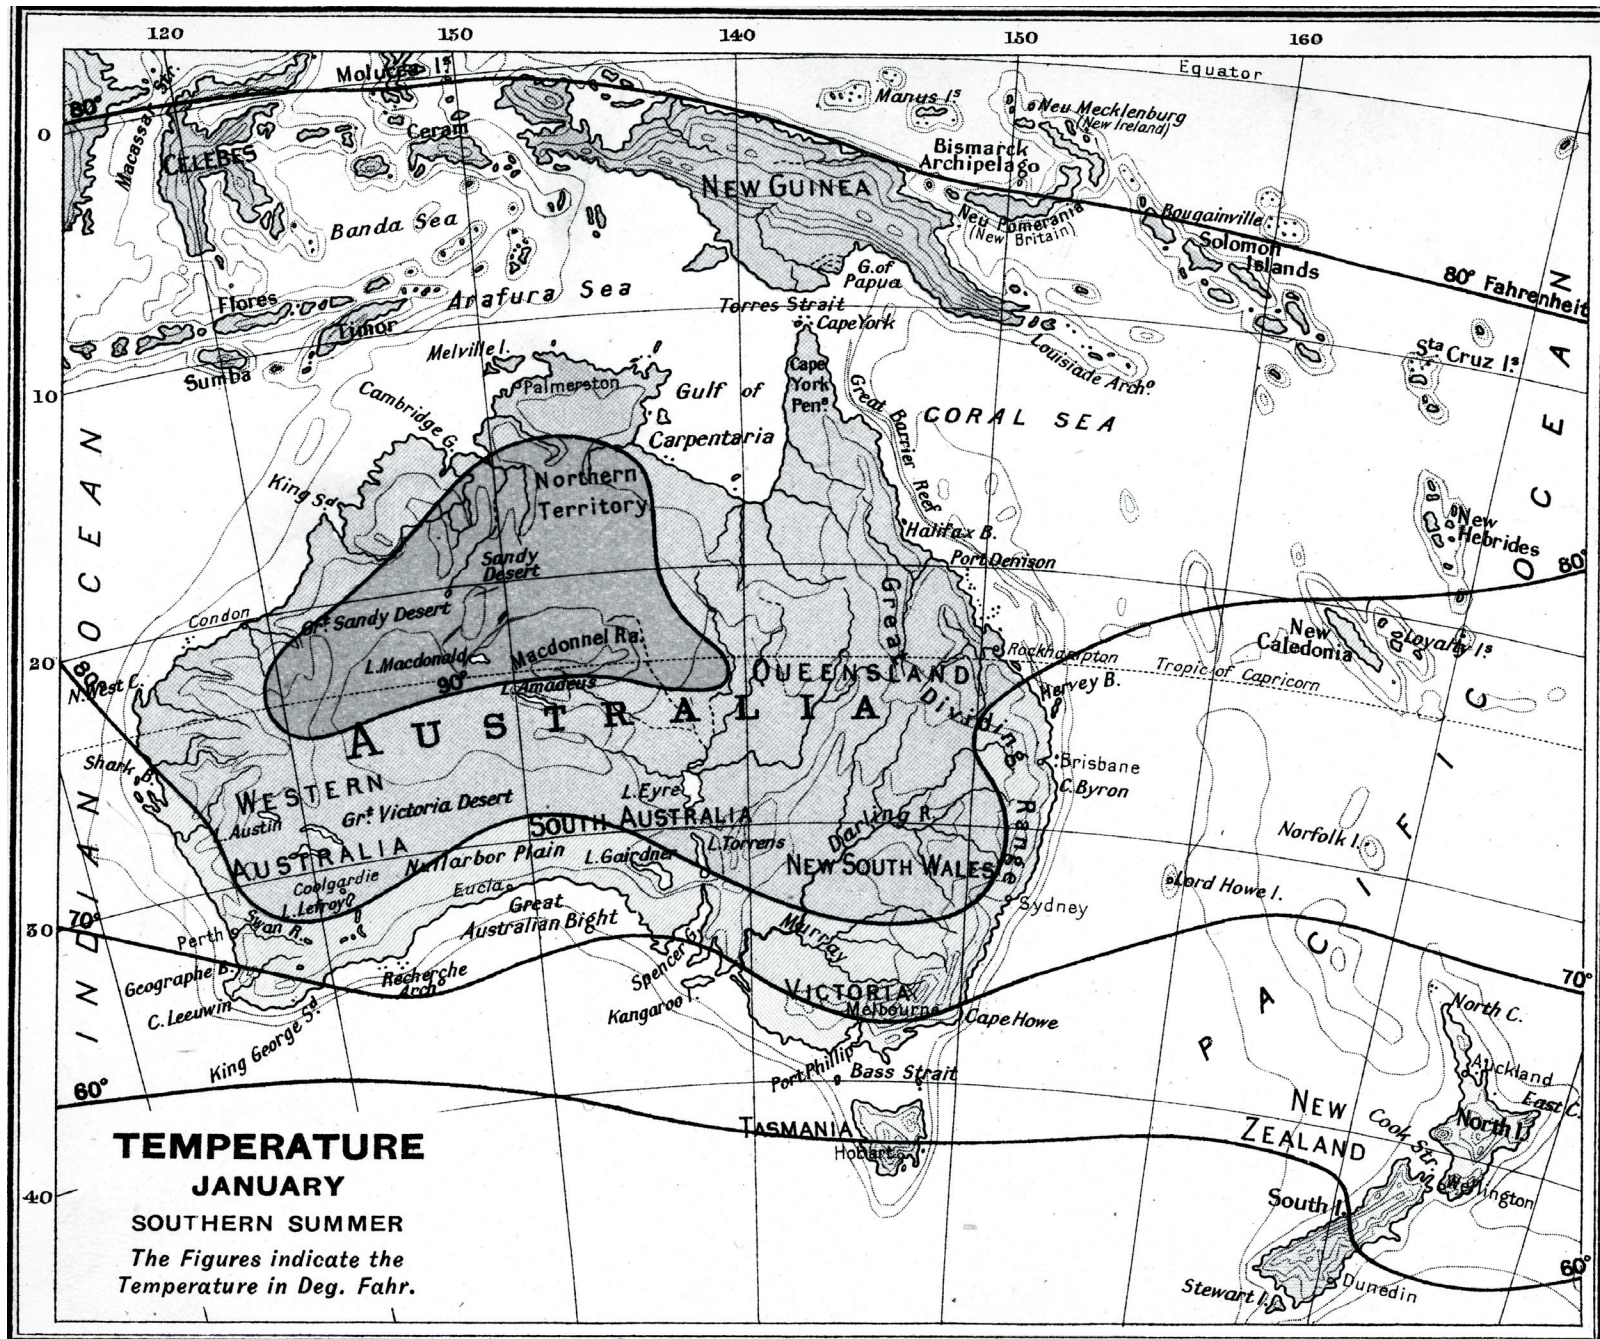 120
130
140
150
160
Equator
Molucca Is
80°
Macassar Str.
Manus Is
Neu Mecklenburg
(New Ireland)
0
Ceram
CELEBES
Bismarck
Archipelago
NEW GUINEA
Banda Sea
Neu Pomerania
(New Britain)
Bougainville
Solomon
Islands
G. of
Papua
80° Fahrenheit
Flores
Arafura Sea
Torres Strait
Timor
Cape York
Melville I.
Louisiade Archo.
Sta Cruz Is.
Sumba
Palmerston
Cape
York
Pena.
10
Cambridge G.
Gulf of
Carpentaria
Great Barrier Reef
CORAL SEA
King Sd.
Northern
Territory
New
Hebrides
Halifax B.
Port Denison
80°
Sandy
Desert
Condon
Grt. Sandy Desert
Great Dividing Range
New
Caledonia
Loyalty Is.
L. Macdonald
Macdonnel Ra.
Rockhampton
20
80°
N. West C.
90°
L. Amadeus
QUEENSLAND
Tropic of Capricorn
Hervey B.
AUSTRALIA
Shark B.
Brisbane
C. Byron
WESTERN
AUSTRALIA
Grt. Victoria Desert
L. Eyre
SOUTH AUSTRALIA
Darling R.
L. Austin
Norfolk I.
Nullarbor Plain
L. Gairdner
L. Torrens
NEW SOUTH WALES
Coolgardie
Eucla
Lord Howe I.
L. Lefroy
Great
Australian Bight
Sydney
30
70°
Perth
Swan R.
Murray
Geographe B.
Recherche
Archo
Spencer G.
70°
C. Leeuwin
Kangaroo I.
VICTORIA
Melbourne
Cape Howe
North C.
King George Sd.
Port Phillip
Bass Strait
Auckland
60°
East C.
NEW
ZEALAND
Cook Str.
North I.
TASMANIA
Hobart
Wellington
South I.
40
60°
Stewart I.
Dunedin
INDIAN OCEAN
PACIFIC OCEAN
TEMPERATURE
JANUARY
SOUTHERN SUMMER
The Figures indicate the
Temperature in Deg. Fahr.